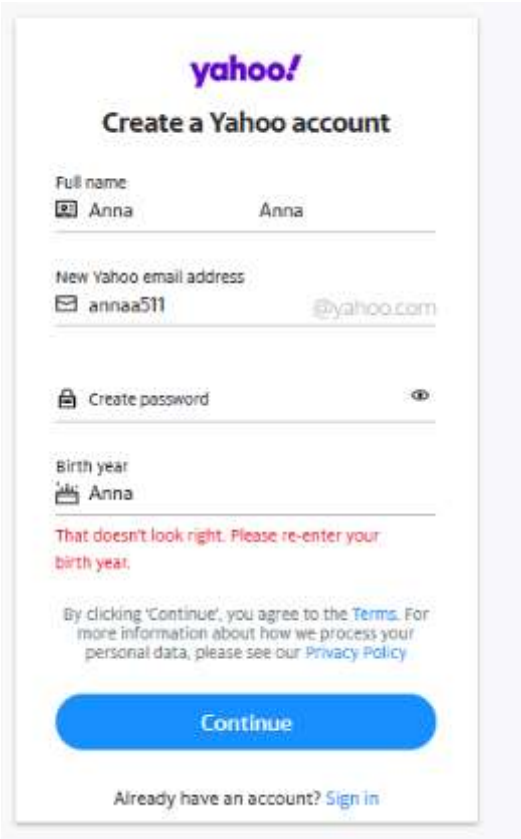 yahoo!
Create a Yahoo account
Full name
Anna Anna
New Yahoo email address
annaa511 @yahoo.com
Create password
Birth year
Anna
That doesn't look right. Please re-enter your
birth year.
By clicking 'Continue', you agree to the Terms. For
more information about how we process your
personal data, please see our Privacy Policy
Continue
Already have an account? Sign in